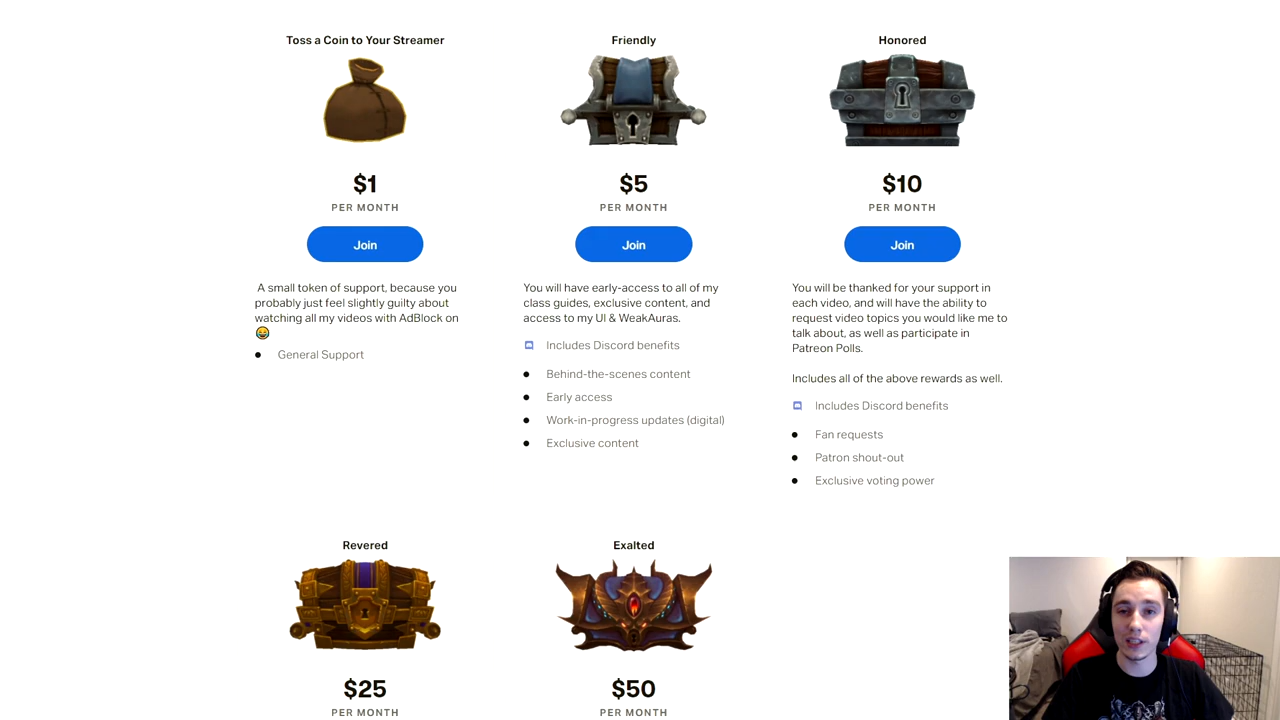 Toss a Coin to Your Streamer
$1
PER MONTH
Join
A small token of support, because you
probably just feel slightly guilty about
watching all my videos with AdBlock on
😂
● General Support
Friendly
$5
PER MONTH
Join
You will have early-access to all of my
class guides, exclusive content, and
access to my UI & WeakAuras.
Includes Discord benefits
● Behind-the-scenes content
● Early access
● Work-in-progress updates (digital)
● Exclusive content
Honored
$10
PER MONTH
Join
You will be thanked for your support in
each video, and will have the ability to
request video topics you would like me to
talk about, as well as participate in
Patreon Polls.
Includes all of the above rewards as well.
Includes Discord benefits
● Fan requests
● Patron shout-out
● Exclusive voting power
Revered
$25
PER MONTH
Exalted
$50
PER MONTH